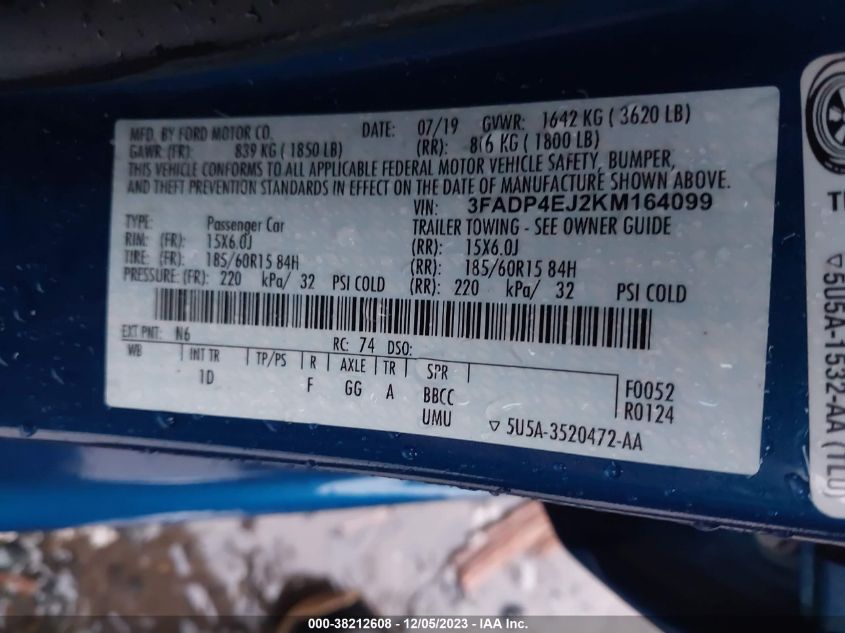 MFD. BY FORD MOTOR CO. DATE: 07/19 GVWR: 1642 KG ( 3620 LB)
GAWR: (FR): 839 KG ( 1850 LB) (RR): 816 KG ( 1800 LB)
THIS VEHICLE CONFORMS TO ALL APPLICABLE FEDERAL MOTOR VEHICLE SAFETY, BUMPER,
AND THEFT PREVENTION STANDARDS IN EFFECT ON THE DATE OF MANUFACTURE SHOWN ABOVE.
VIN: 3FADP4EJ2KM164099
TYPE: Passenger Car TRAILER TOWING - SEE OWNER GUIDE
RIM: (FR): 15X6.0J (RR): 15X6.0J
TIRE: (FR): 185/60R15 84H (RR): 185/60R15 84H
PRESSURE: (FR): 220 kPa/ 32 PSI COLD (RR): 220 kPa/ 32 PSI COLD
EXT PNT: N6 RC: 74 DSO:
WB INT TR TP/PS R AXLE TR SPR
1D F GG A BBCC F0052
UMU R0124
5U5A-3520472-AA
5U5A-1532-AA (TLU)
000-38212608 - 12/05/2023 - IAA Inc.